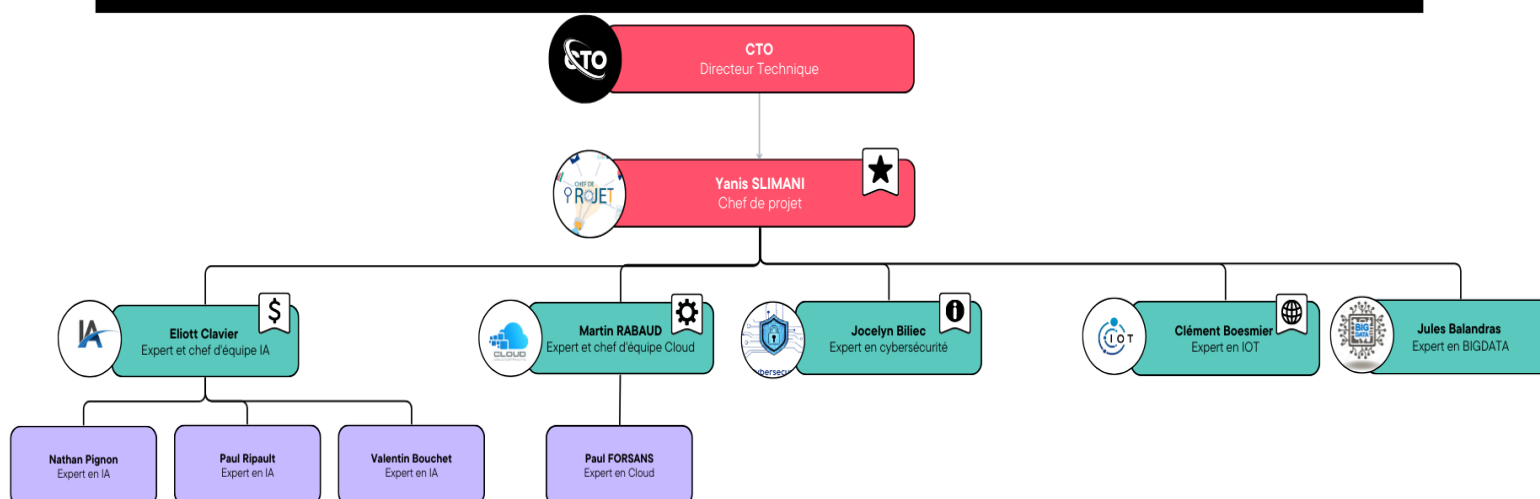 CTO
CTO
Directeur Technique
CHEF DE
PROJET
Yanis SLIMANI
Chef de projet
$
IA
Eliott Clavier
Expert et chef d'équipe IA
CLOUD
Martin RABAUD
Expert et chef d'équipe Cloud
Jocelyn Biliec
Expert en cybersécurité
IOT
Clément Boesmier
Expert en IOT
BIG
DATA
Jules Balandras
Expert en BIGDATA
Nathan Pignon
Expert en IA
Paul Ripault
Expert en IA
Valentin Bouchet
Expert en IA
Paul FORSANS
Expert en Cloud